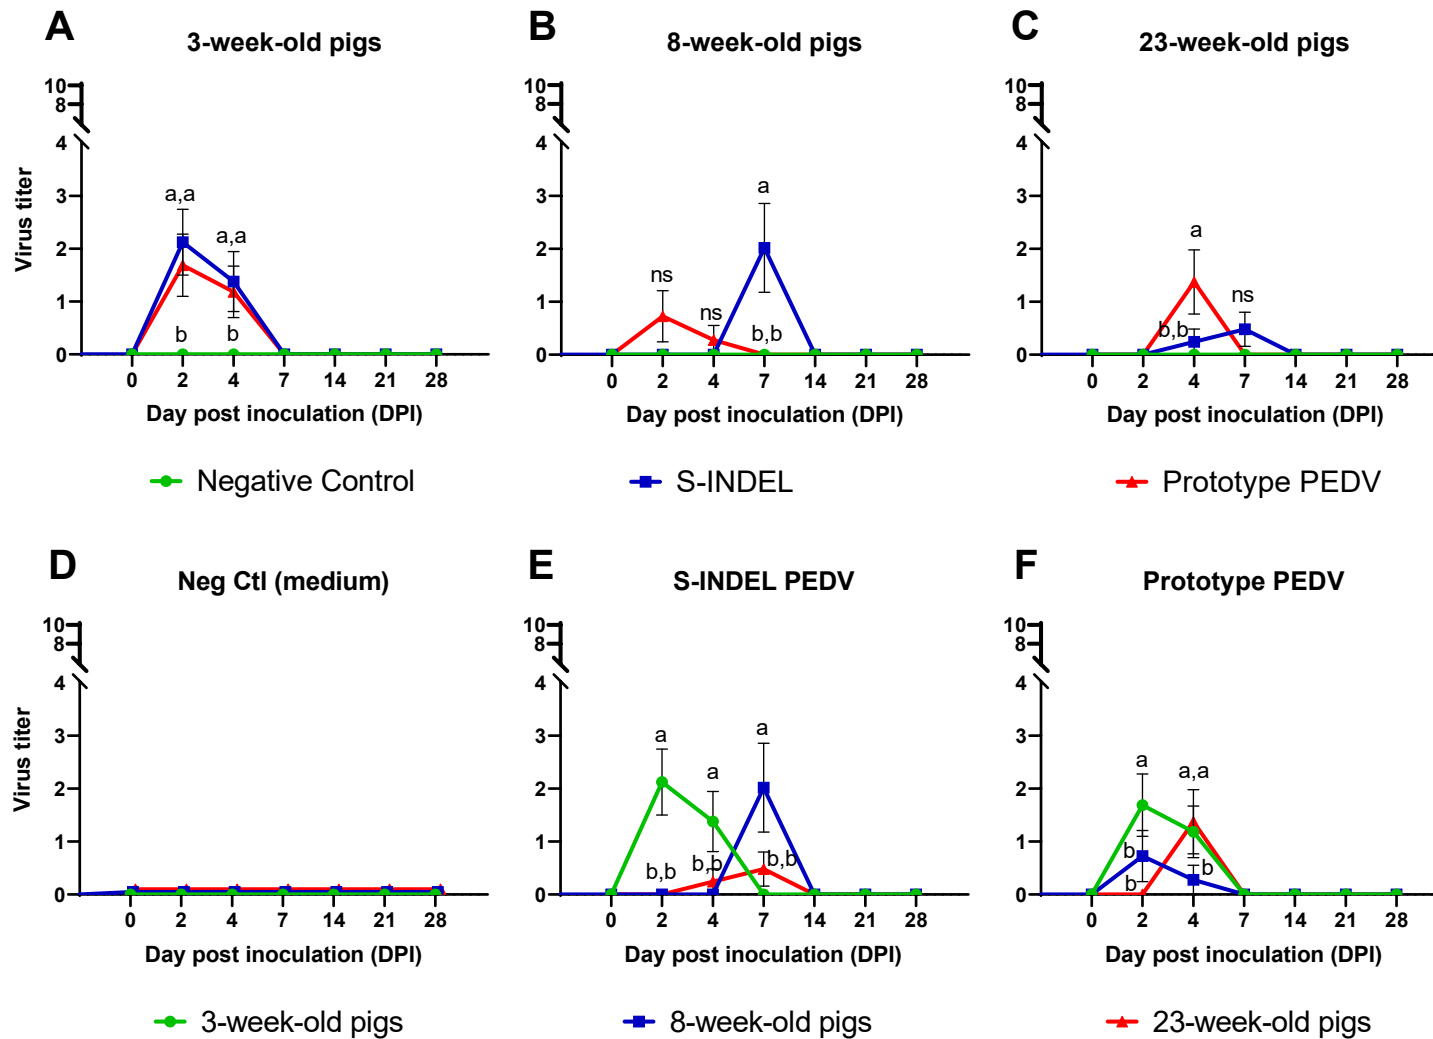 A
3-week-old pigs
10
8
4
3
2
1
0
Virus titer
a,a
a,a
b
b
0 2 4 7 14 21 28
Day post inoculation (DPI)
B
8-week-old pigs
10
8
4
3
2
1
0
ns
ns
a
b,b
0 2 4 7 14 21 28
Day post inoculation (DPI)
C
23-week-old pigs
10
8
4
3
2
1
0
a
b,b
ns
0 2 4 7 14 21 28
Day post inoculation (DPI)
Negative Control
S-INDEL
Prototype PEDV
D
Neg Ctl (medium)
10
8
4
3
2
1
0
Virus titer
0 2 4 7 14 21 28
Day post inoculation (DPI)
E
S-INDEL PEDV
10
8
4
3
2
1
0
a
a
a
b,b
b,b
b,b
0 2 4 7 14 21 28
Day post inoculation (DPI)
F
Prototype PEDV
10
8
4
3
2
1
0
a
a,a
b
b
b
0 2 4 7 14 21 28
Day post inoculation (DPI)
3-week-old pigs
8-week-old pigs
23-week-old pigs